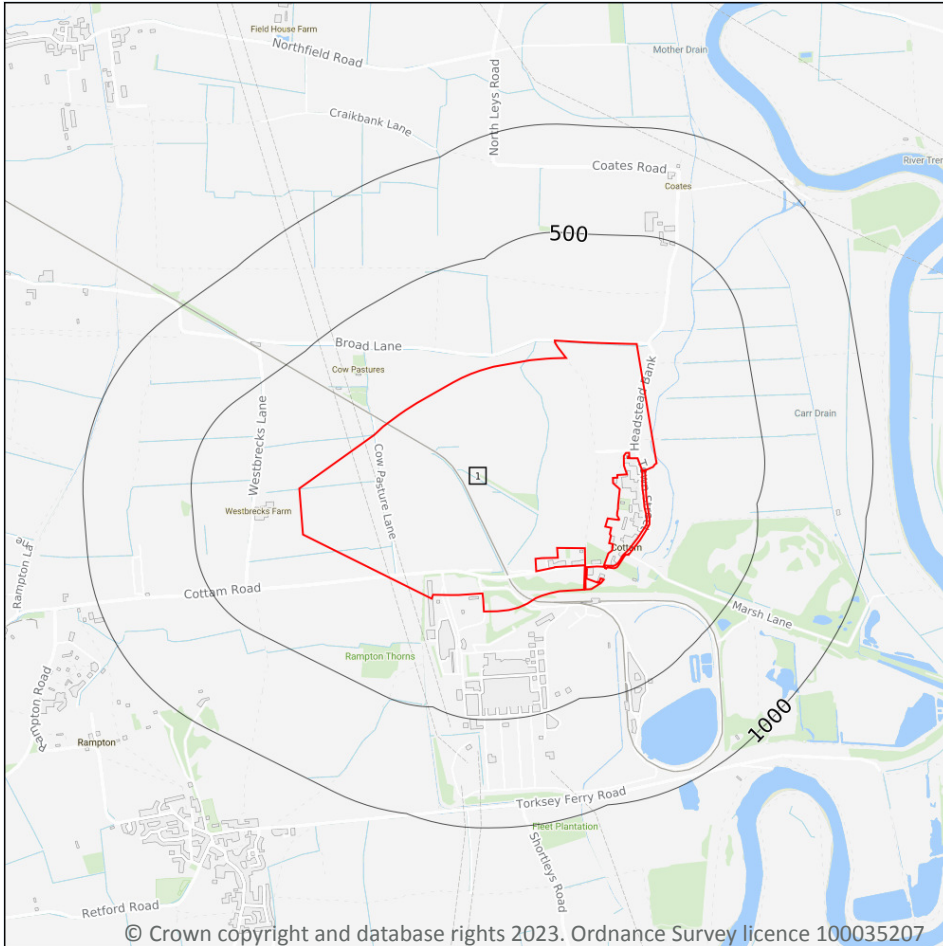 Field House Farm
Northfield Road
North Leys Road
Mother Drain
Craikbank Lane
Coates Road
River Tren
Coates
500
Broad Lane
Headstead Bank
Cow Pastures
Westbrecks Lane
Carr Drain
Cow Pasture Lane
1
Westbrecks Farm
Cottam
Rampton La
ne
Cottam Road
Marsh Lane
Rampton Thorns
Rampton Road
1000
Rampton
Torksey Ferry Road
Fleet Plantation
Shortleys Road
Retford Road
© Crown copyright and database rights 2023. Ordnance Survey licence 100035207